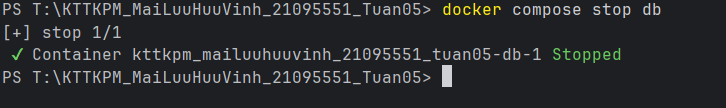 PS T:\KTTKPM_MaiLuuHuuVinh_21095551_Tuan05> docker compose stop db
[+] stop 1/1
✓ Container kttkpm_mailuuhuuvinh_21095551_tuan05-db-1 Stopped
PS T:\KTTKPM_MaiLuuHuuVinh_21095551_Tuan05>